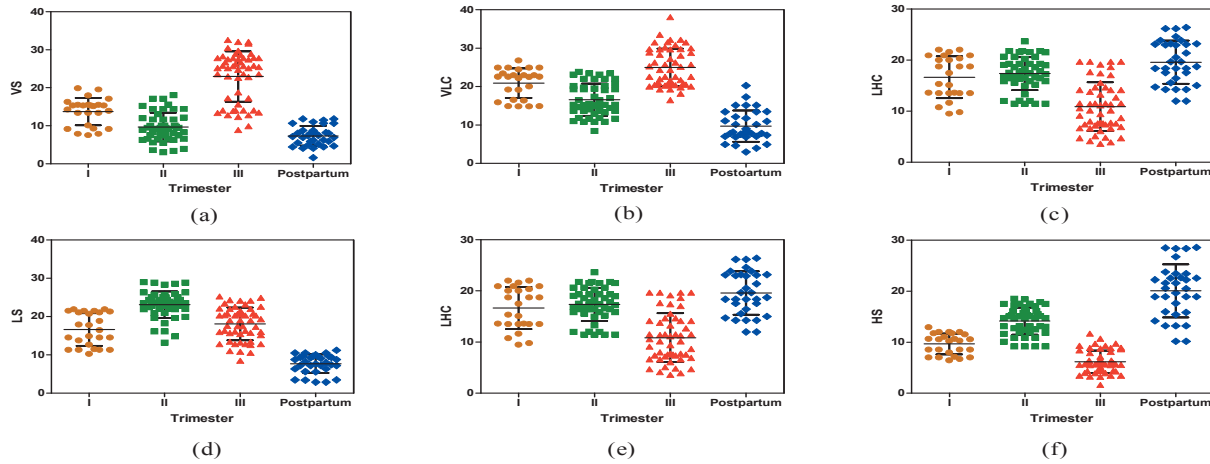 40
30
20
10
0
VS
I
II
III
Postpartum
Trimester
(a)
40
30
20
10
0
VLC
I
II
III
Postoartum
Trimester
(b)
30
20
10
0
LHC
I
II
III
Postpartum
Trimester
(c)
40
30
20
10
0
LS
I
II
III
Postpartum
Trimester
(d)
30
20
10
0
LHC
I
II
III
Postpartum
Trimester
(e)
30
20
10
0
HS
I
II
III
Postpartum
Trimester
(f)